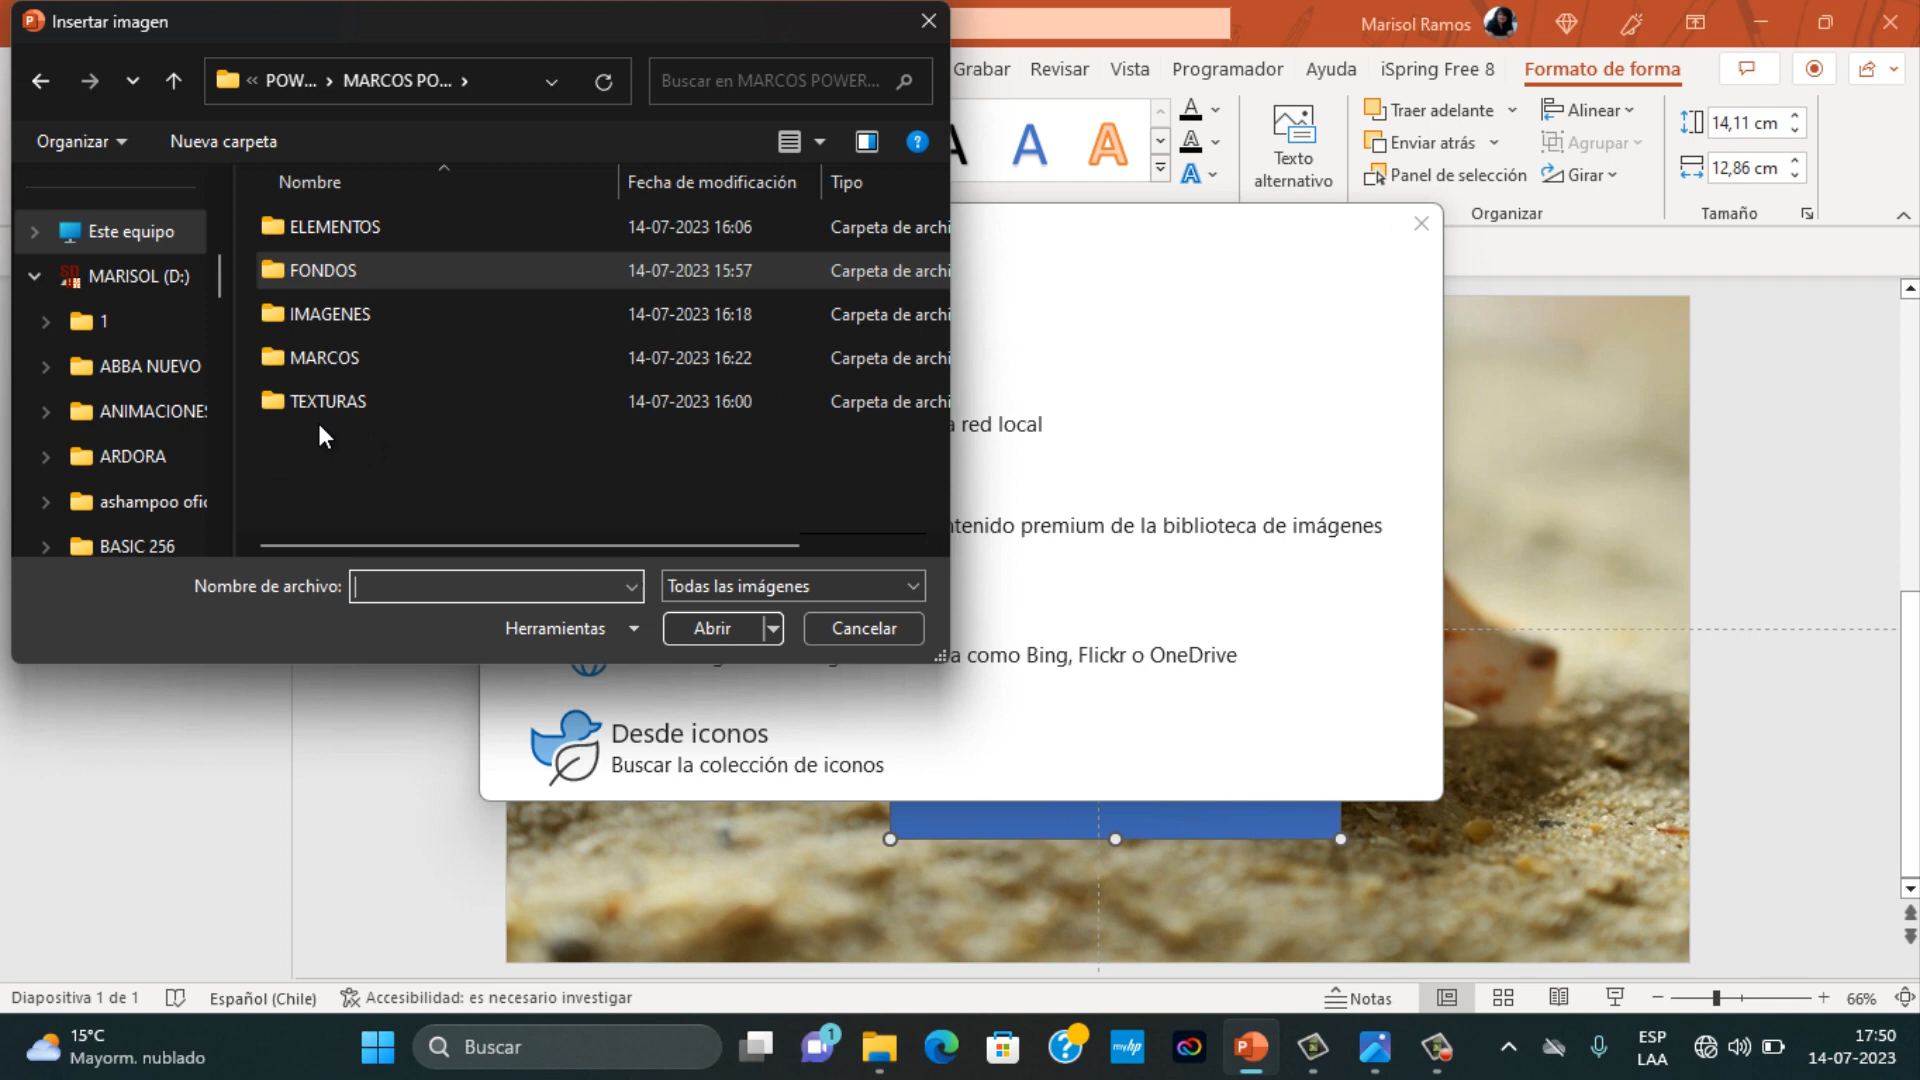 Insertar imagen
Marisol Ramos
« POW... › MARCOS PO... ›
Buscar en MARCOS POWER...
Grabar Revisar Vista Programador Ayuda iSpring Free 8 Formato de forma
Organizar Nueva carpeta
Nombre Fecha de modificación Tipo
ELEMENTOS 14-07-2023 16:06 Carpeta de archi
FONDOS 14-07-2023 15:57 Carpeta de archi
IMAGENES 14-07-2023 16:18 Carpeta de archi
MARCOS 14-07-2023 16:22 Carpeta de archi
TEXTURAS 14-07-2023 16:00 Carpeta de archi
Este equipo
MARISOL (D:)
1
ABBA NUEVO
ANIMACIONES
ARDORA
ashampoo ofic
BASIC 256
Nombre de archivo:
Todas las imágenes
Herramientas Abrir Cancelar
A A A
Texto
alternativo
Traer adelante
Enviar atrás
Panel de selección
Alinear
Agrupar
Girar
Organizar
14,11 cm
12,86 cm
Tamaño
a red local
ntenido premium de la biblioteca de imágenes
a como Bing, Flickr o OneDrive
Desde iconos
Buscar la colección de iconos
Diapositiva 1 de 1 Español (Chile) Accesibilidad: es necesario investigar
Notas 66%
15°C
Mayorm. nublado
Buscar
1
myhp
ESP
LAA
17:50
14-07-2023